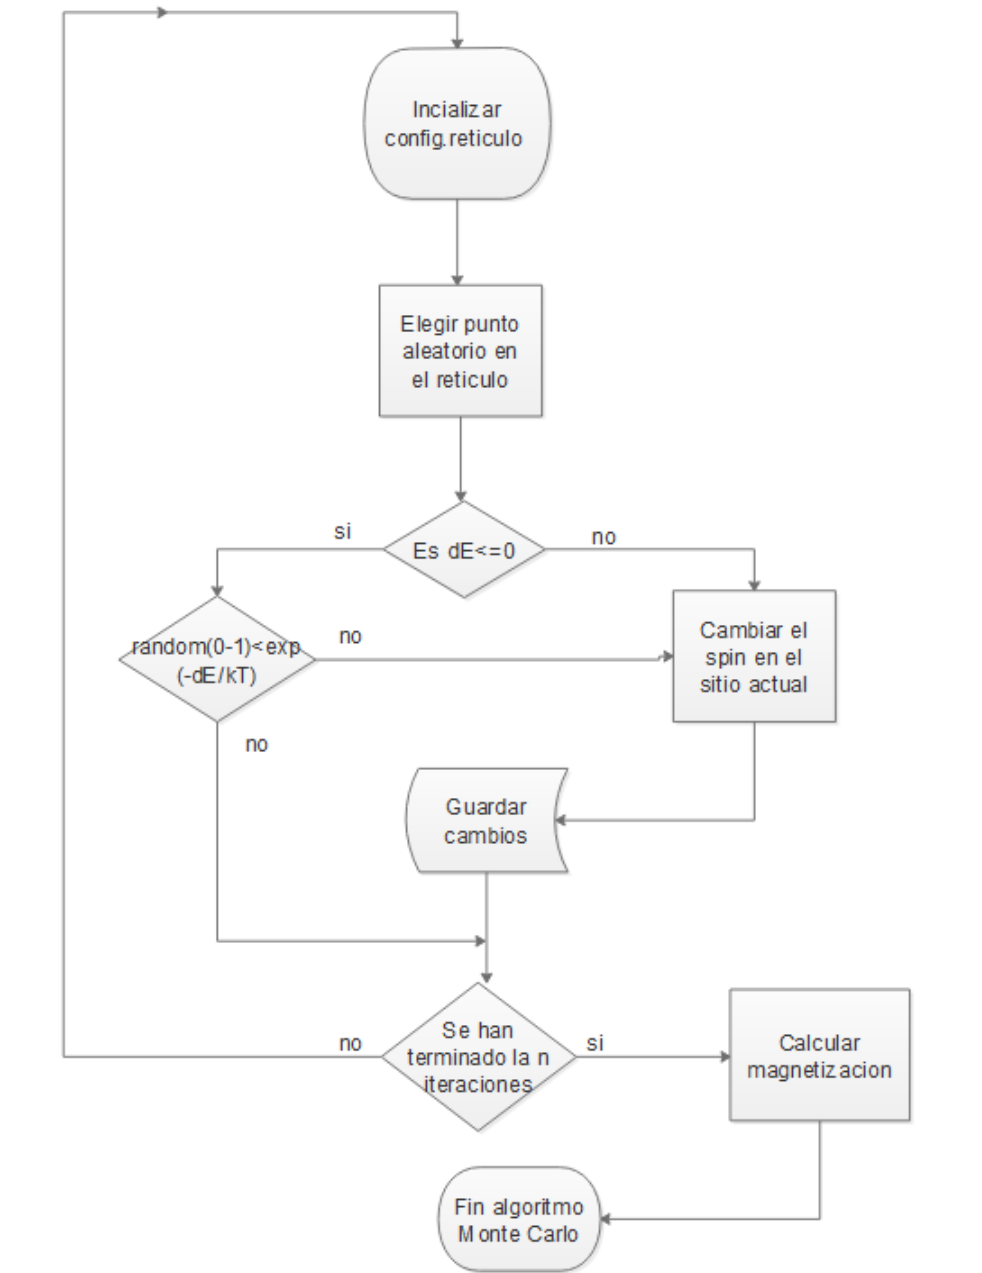 Incializar
config.reticulo
Elegir punto
aleatorio en
el reticulo
si
Es dE<=0
no
random(0-1)<exp
(-dE/kT)
no
Cambiar el
spin en el
sitio actual
no
Guardar
cambios
no
Se han
terminado la n
iteraciones
si
Calcular
magnetizacion
Fin algoritmo
Monte Carlo